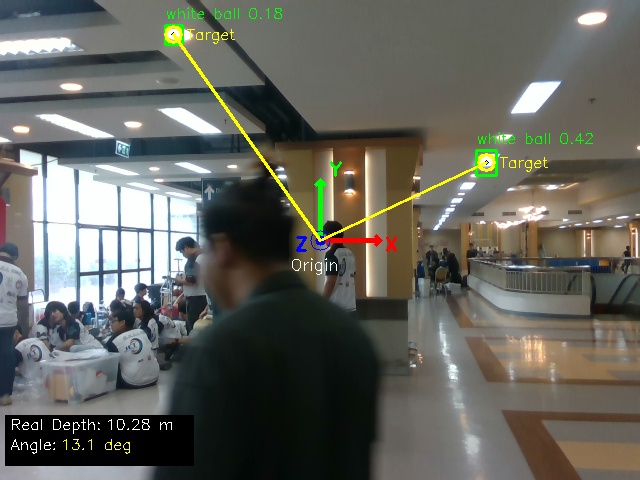 white ball 0.18
Target
white ball 0.42
Target
Y
Z
X
Origin
Real Depth: 10.28 m
Angle: 13.1 deg